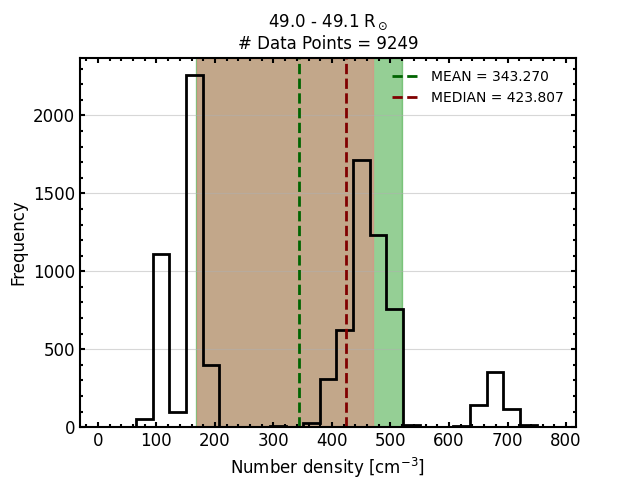 49.0 - 49.1 R⊙
# Data Points = 9249
MEAN = 343.270
MEDIAN = 423.807
Frequency
2000
1500
1000
500
0
0 100 200 300 400 500 600 700 800
Number density [cm⁻³]